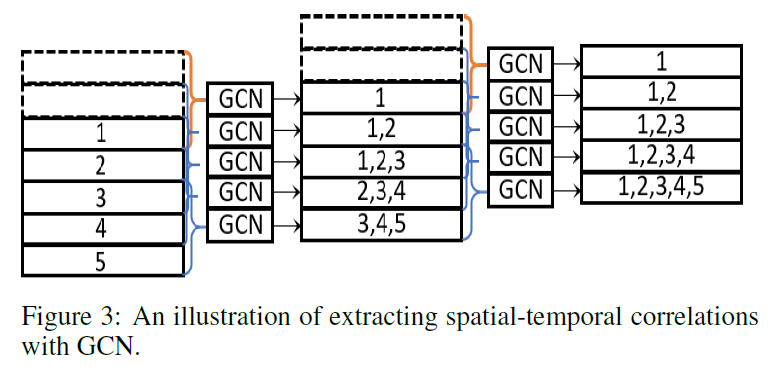 1
2
3
4
5
GCN
GCN
GCN
GCN
GCN
1
1,2
1,2,3
2,3,4
3,4,5
GCN
GCN
GCN
GCN
GCN
1
1,2
1,2,3
1,2,3,4
1,2,3,4,5
Figure 3: An illustration of extracting spatial-temporal correlations
with GCN.